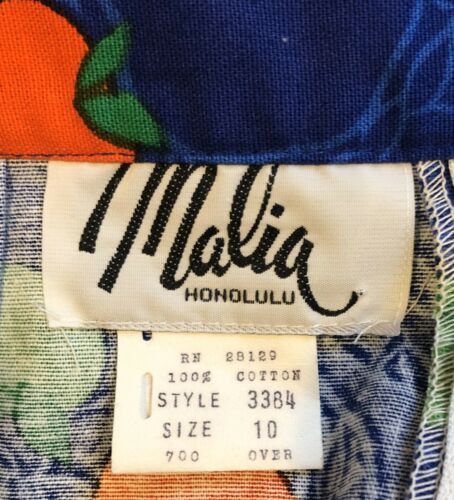 Malia
HONOLULU
RN 28129
100% COTTON
STYLE 3384
SIZE 10
700 OVER